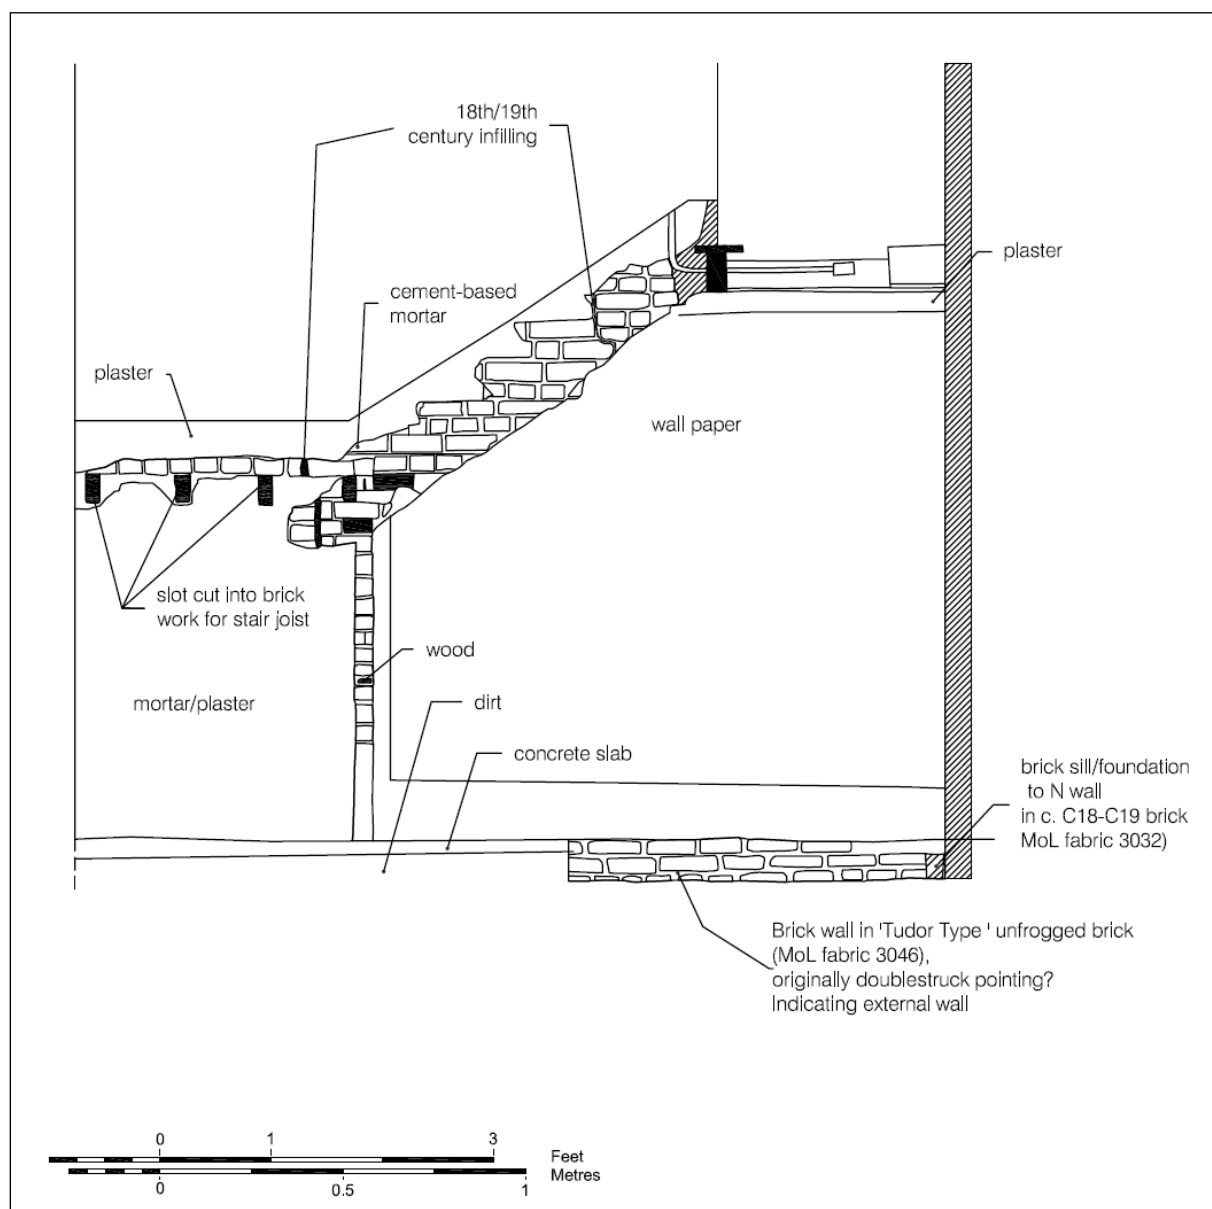 18th/19th
century infilling
plaster
cement-based
mortar
plaster
wall paper
slot cut into brick
work for stair joist
wood
mortar/plaster
dirt
concrete slab
brick sill/foundation
to N wall
in c. C18-C19 brick
MoL fabric 3032)
Brick wall in 'Tudor Type ' unfrogged brick
(MoL fabric 3046),
originally doublestruck pointing?
Indicating external wall
0 1 3
Feet
Metres
0 0.5 1